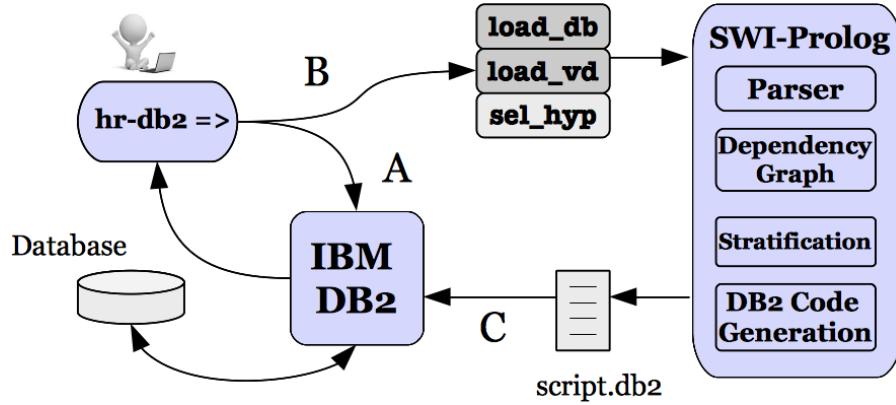 load_db
load_vd
sel_hyp
B
hr-db2 =>
A
SWI-Prolog
Parser
Dependency
Graph
Stratification
DB2 Code
Generation
Database
IBM
DB2
C
script.db2